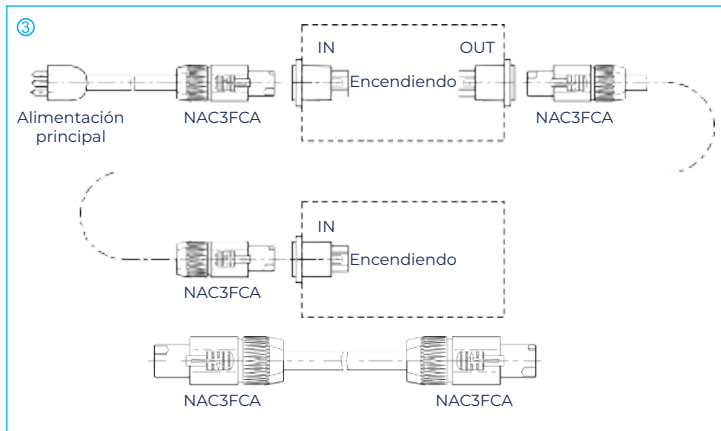 ③
IN
OUT
Encendiendo
Alimentación
principal
NAC3FCA
NAC3FCA
IN
Encendiendo
NAC3FCA
NAC3FCA
NAC3FCA